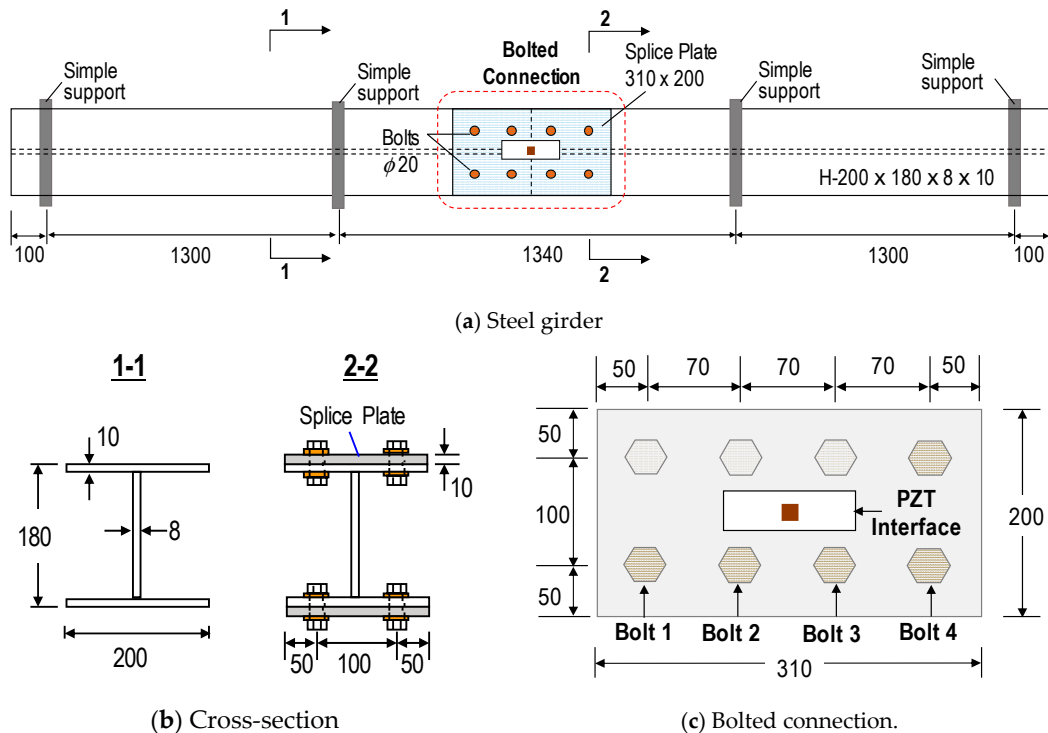 1
2
Bolted
Connection
Splice Plate
310 x 200
Simple
support
Simple
support
Simple
support
Simple
support
Bolts
ϕ 20
H-200 x 180 x 8 x 10
100
1300
1340
1300
100
1
2
(a) Steel girder
1-1
2-2
Splice Plate
10
180
8
200
10
50
100
50
(b) Cross-section
50
70
70
70
50
50
100
50
PZT
Interface
200
Bolt 1
Bolt 2
Bolt 3
Bolt 4
310
(c) Bolted connection.